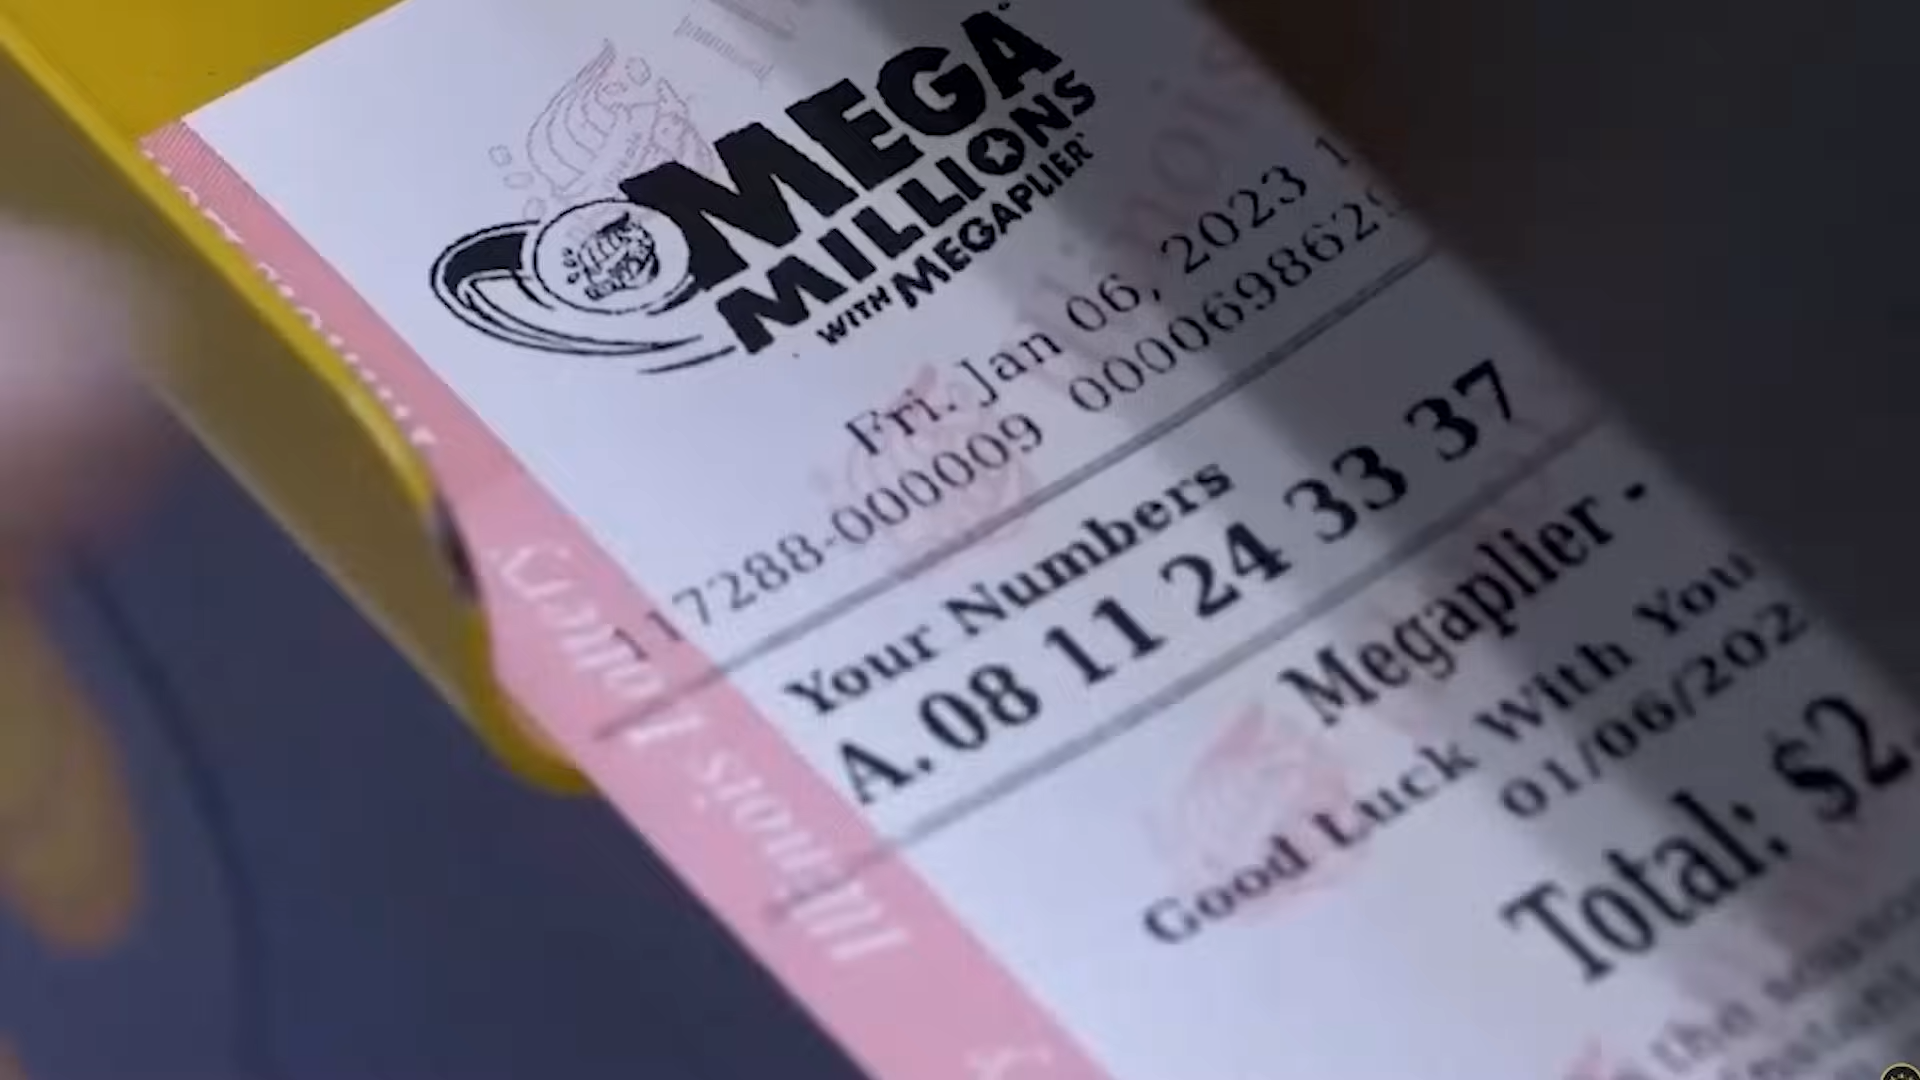 MEGA
MILLIONS
WITH MEGAPLIER
Fri. Jan 06, 2023
117288-000009 0000698629
Your Numbers
A. 08 11 24 33 37
Megaplier -
Good Luck With You
01/06/202
Total: $2.
Illinois Lottery